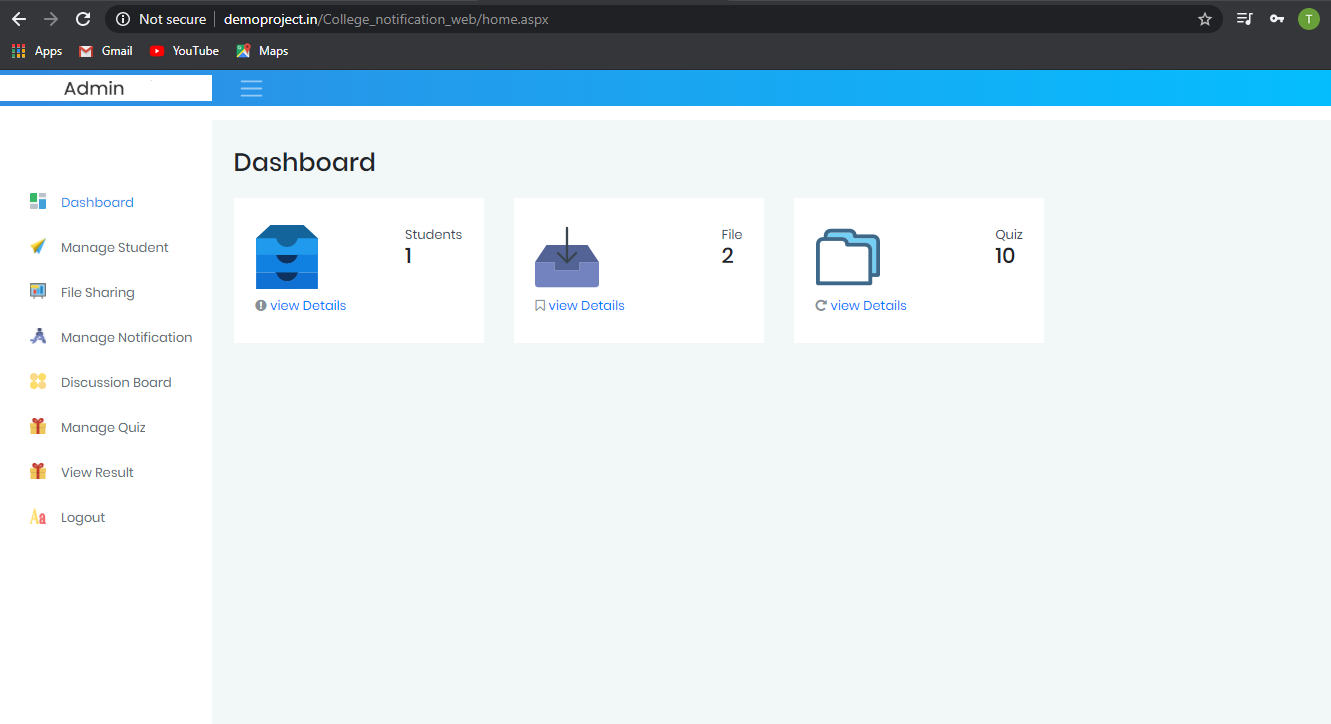 Not secure | demoproject.in/College_notification_web/home.aspx T
Apps Gmail YouTube Maps
Admin
Dashboard
Manage Student
File Sharing
Manage Notification
Discussion Board
Manage Quiz
View Result
Aa Logout
Dashboard
Students
1
view Details
File
2
view Details
Quiz
10
view Details